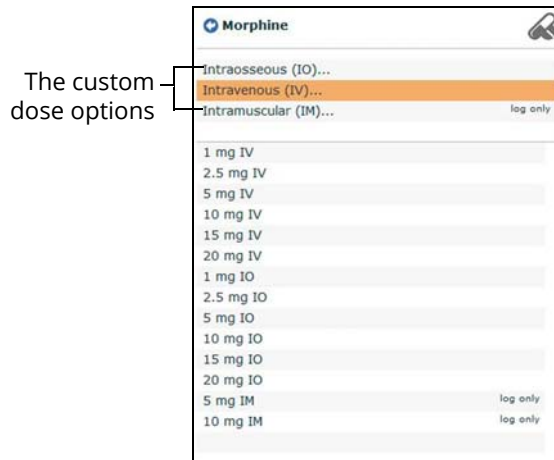 Morphine
The custom
dose options
Intraosseous (IO)...
Intravenous (IV)...
Intramuscular (IM)... log only
1 mg IV
2.5 mg IV
5 mg IV
10 mg IV
15 mg IV
20 mg IV
1 mg IO
2.5 mg IO
5 mg IO
10 mg IO
15 mg IO
20 mg IO
5 mg IM log only
10 mg IM log only